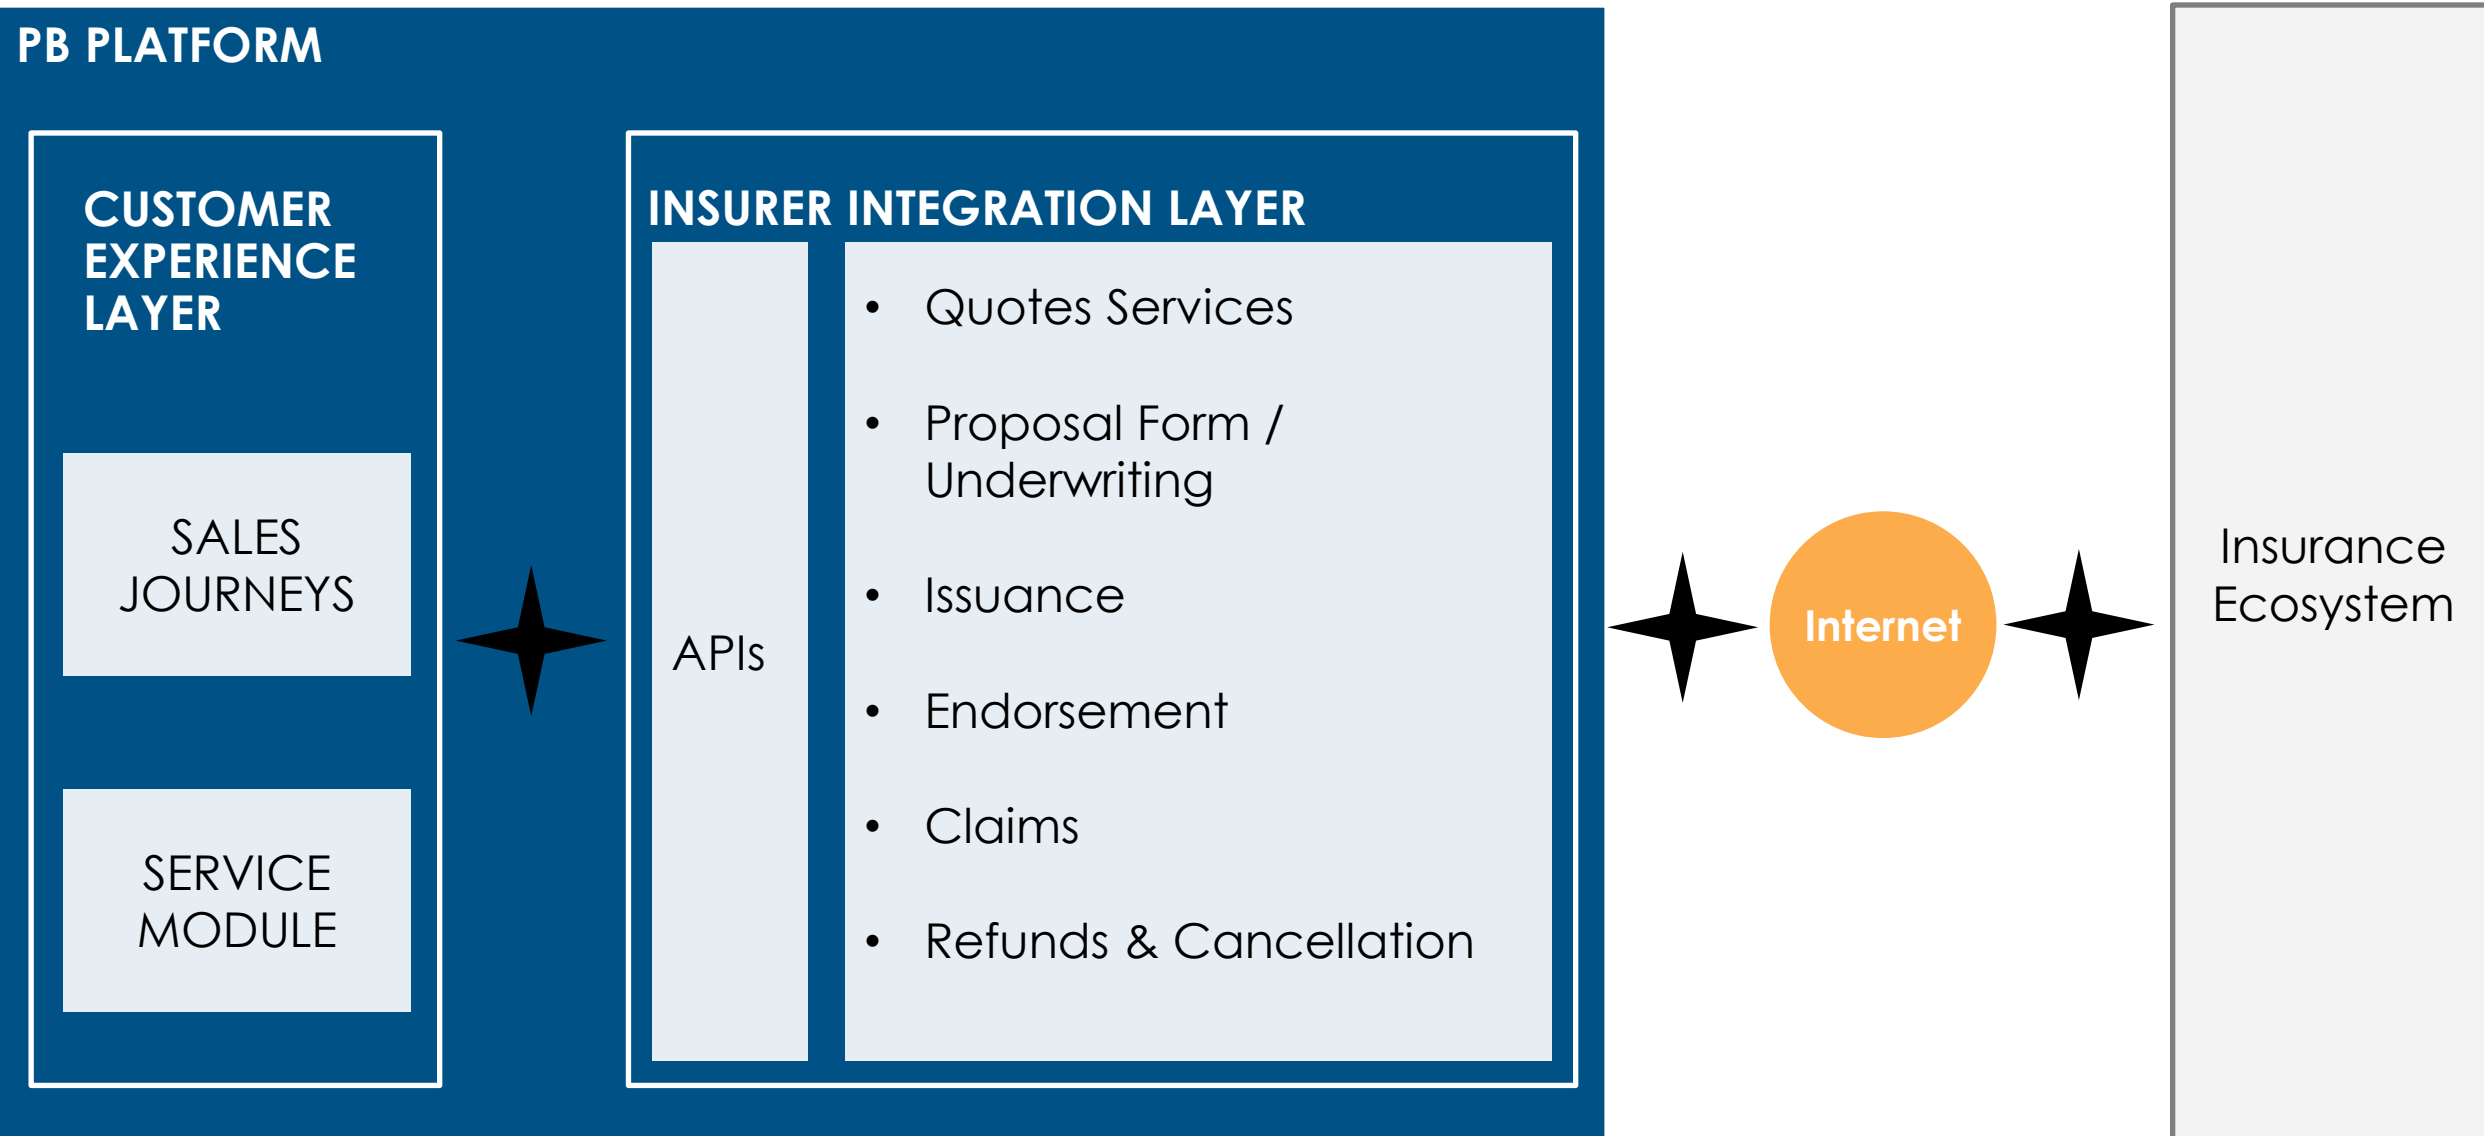 PB PLATFORM
CUSTOMER
EXPERIENCE
LAYER
SALES
JOURNEYS
SERVICE
MODULE
INSURER INTEGRATION LAYER
APIs
• Quotes Services
• Proposal Form /
Underwriting
• Issuance
• Endorsement
• Claims
• Refunds & Cancellation
Internet
Insurance
Ecosystem